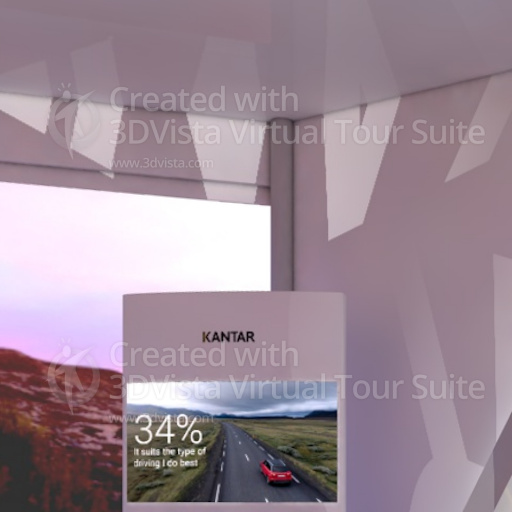 Created with
3DVista Virtual Tour Suite
www.3dvista.com
KANTAR
Created with
3DVista Virtual Tour Suite
34%
It suits the type of
driving I do best